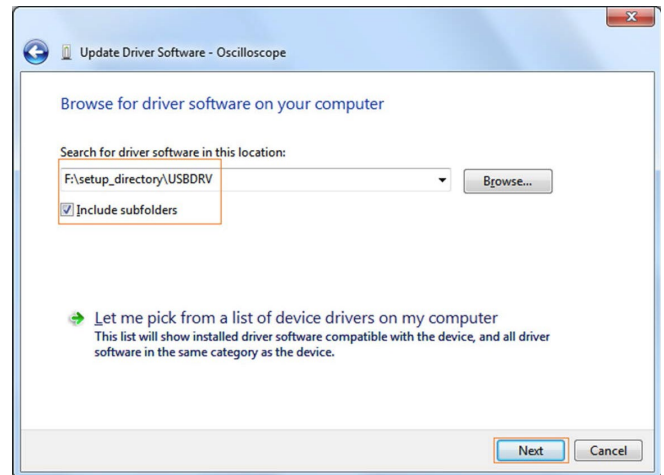 Update Driver Software - Oscilloscope
Browse for driver software on your computer
Search for driver software in this location:
F:\setup_directory\USBDRV
Browse...
Include subfolders
Let me pick from a list of device drivers on my computer
This list will show installed driver software compatible with the device, and all driver
software in the same category as the device.
Next
Cancel